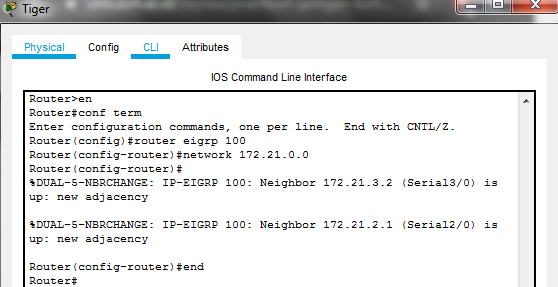 Tiger
Physical Config CLI Attributes
IOS Command Line Interface
Router>en
Router#conf term
Enter configuration commands, one per line.  End with CNTL/Z.
Router(config)#router eigrp 100
Router(config-router)#network 172.21.0.0
Router(config-router)#
%DUAL-5-NBRCHANGE: IP-EIGRP 100: Neighbor 172.21.3.2 (Serial3/0) is
up: new adjacency
%DUAL-5-NBRCHANGE: IP-EIGRP 100: Neighbor 172.21.2.1 (Serial2/0) is
up: new adjacency
Router(config-router)#end
Router#